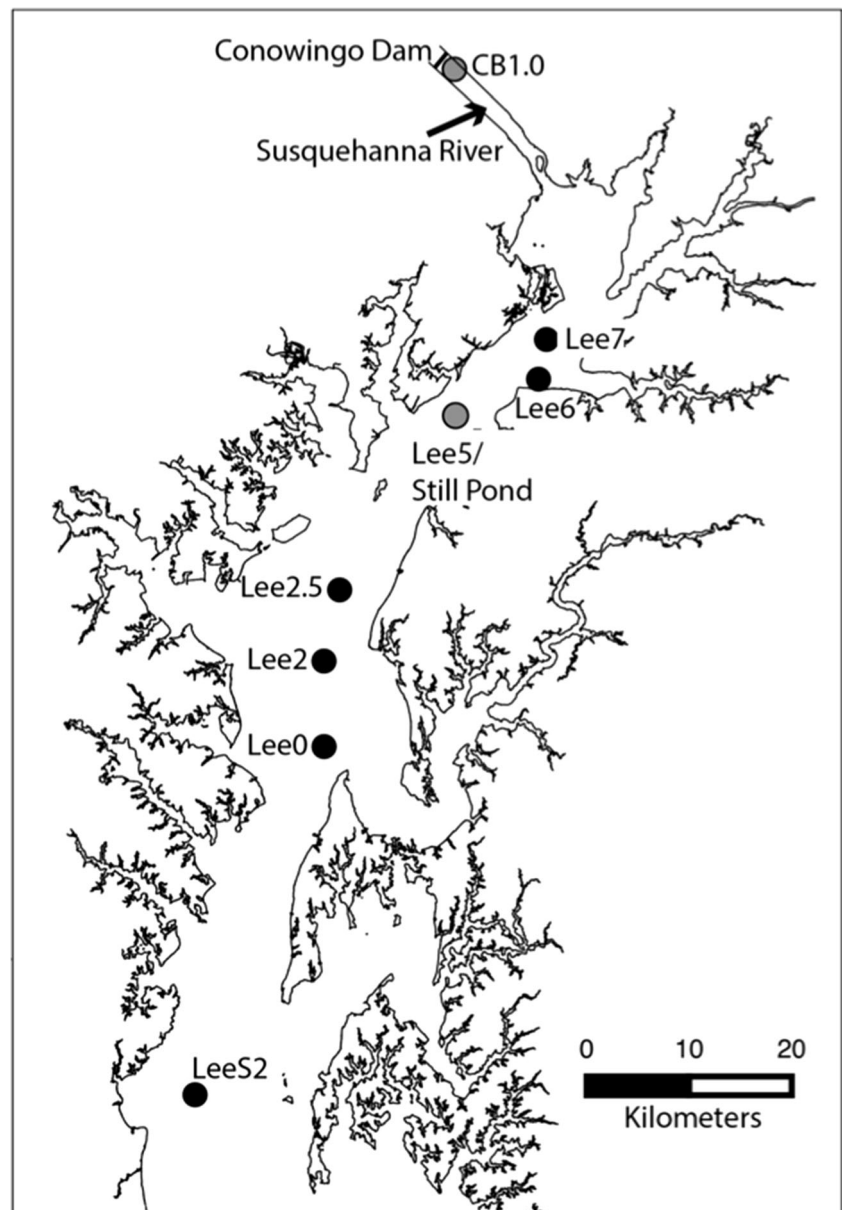 Conowingo Dam
CB1.0
Susquehanna River
Lee7
Lee6
Lee5/
Still Pond
Lee2.5
Lee2
Lee0
LeeS2
0 10 20
Kilometers